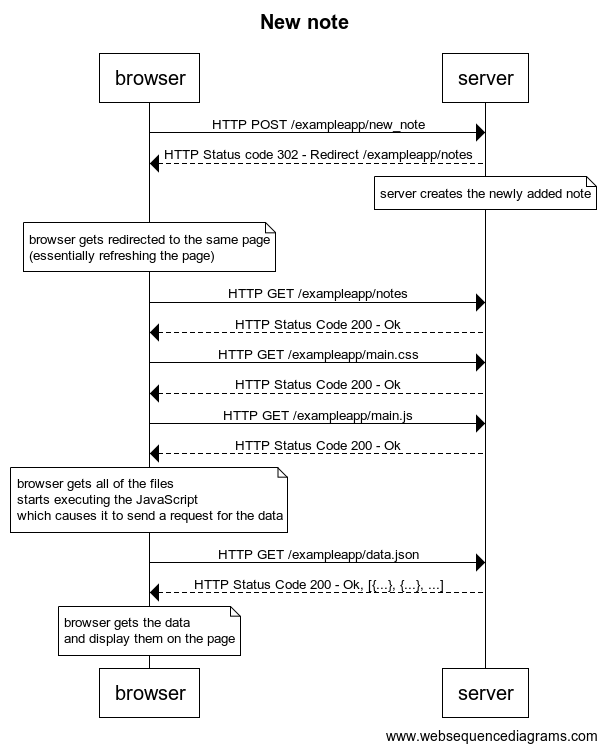 New note
browser
server
HTTP POST /exampleapp/new_note
HTTP Status code 302 - Redirect /exampleapp/notes
server creates the newly added note
browser gets redirected to the same page
(essentially refreshing the page)
HTTP GET /exampleapp/notes
HTTP Status Code 200 - Ok
HTTP GET /exampleapp/main.css
HTTP Status Code 200 - Ok
HTTP GET /exampleapp/main.js
HTTP Status Code 200 - Ok
browser gets all of the files
starts executing the JavaScript
which causes it to send a request for the data
HTTP GET /exampleapp/data.json
HTTP Status Code 200 - Ok, [{...}, {...}, ...]
browser gets the data
and display them on the page
browser
server
www.websequencediagrams.com